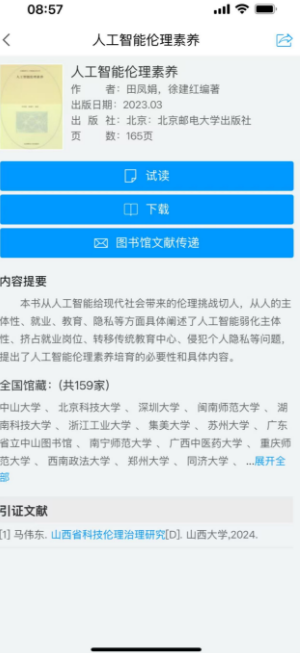 08:57
人工智能伦理素养
人工智能伦理素养
作 者：田凤娟，徐建红编著
出版日期：2023.03
出 版 社：北京：北京邮电大学出版社
页 数：165页
试读
下载
图书馆文献传递
内容提要
本书从人工智能给现代社会带来的伦理挑战切人，从人的主
体性、就业、教育、隐私等方面具体阐述了人工智能弱化主体
性、挤占就业岗位、转移传统教育中心、侵犯个人隐私等问题，
提出了人工智能伦理素养培育的必要性和具体内容。
全国馆藏：(共159家)
中山大学 、 北京科技大学 、 深圳大学 、 闽南师范大学 、 湖
南科技大学 、 浙江工业大学 、 集美大学 、 苏州大学 、 广东
省立中山图书馆 、 南宁师范大学 、 广西中医药大学 、 重庆师
范大学 、 西南政法大学 、 郑州大学 、 同济大学 、 ...展开全
部
引证文献
[1] 马伟东. 山西省科技伦理治理研究[D]. 山西大学,2024.